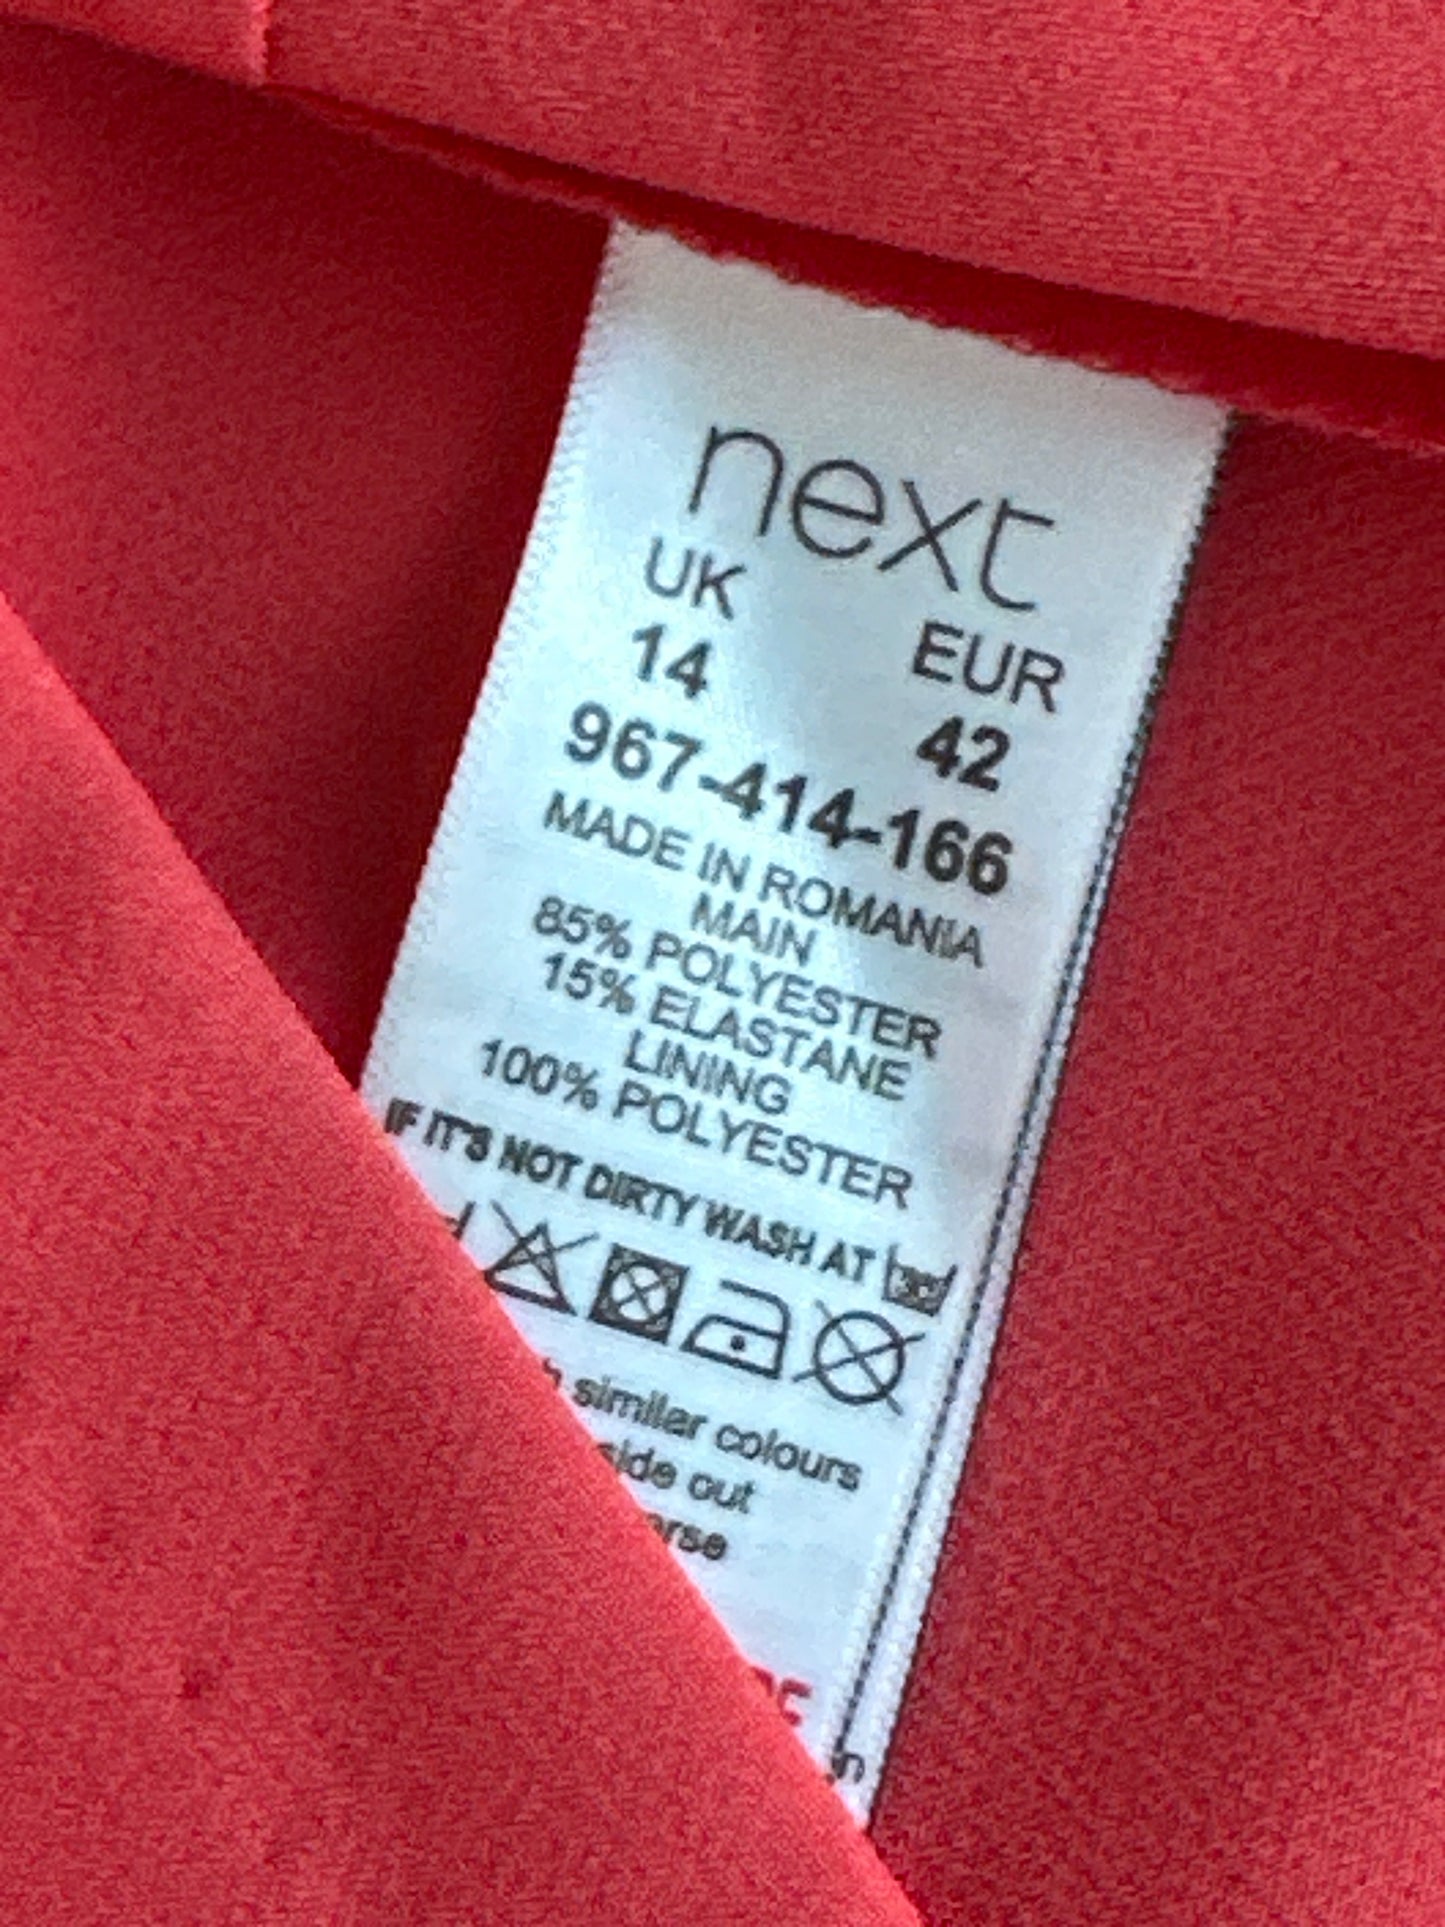 next
UK EUR
14 42
967-414-166
MADE IN ROMANIA
MAIN
85% POLYESTER
15% ELASTANE
LINING
100% POLYESTER
IF IT'S NOT DIRTY WASH AT
similar colours
out